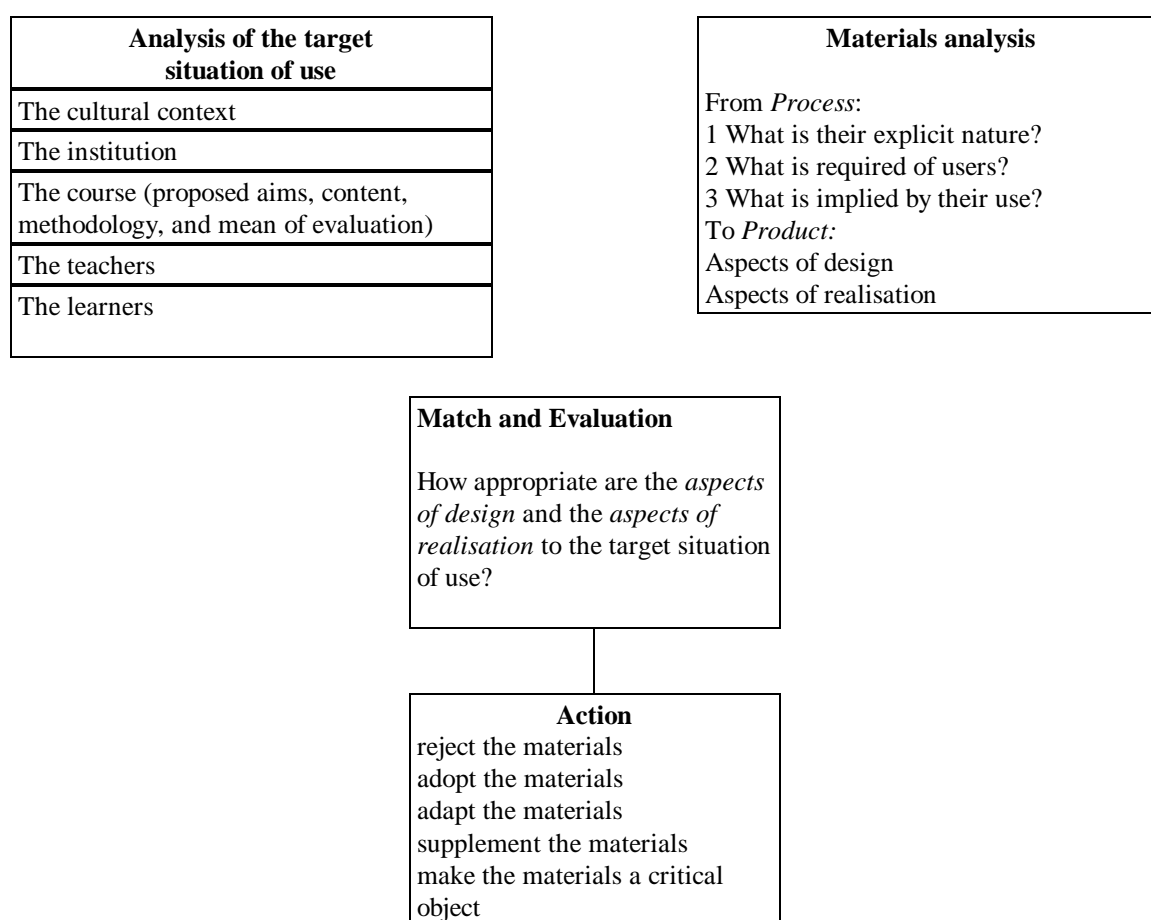 Analysis of the target
situation of use
The cultural context
The institution
The course (proposed aims, content,
methodology, and mean of evaluation)
The teachers
The learners
Materials analysis
From Process:
1 What is their explicit nature?
2 What is required of users?
3 What is implied by their use?
To Product:
Aspects of design
Aspects of realisation
Match and Evaluation
How appropriate are the aspects
of design and the aspects of
realisation to the target situation
of use?
Action
reject the materials
adopt the materials
adapt the materials
supplement the materials
make the materials a critical
object